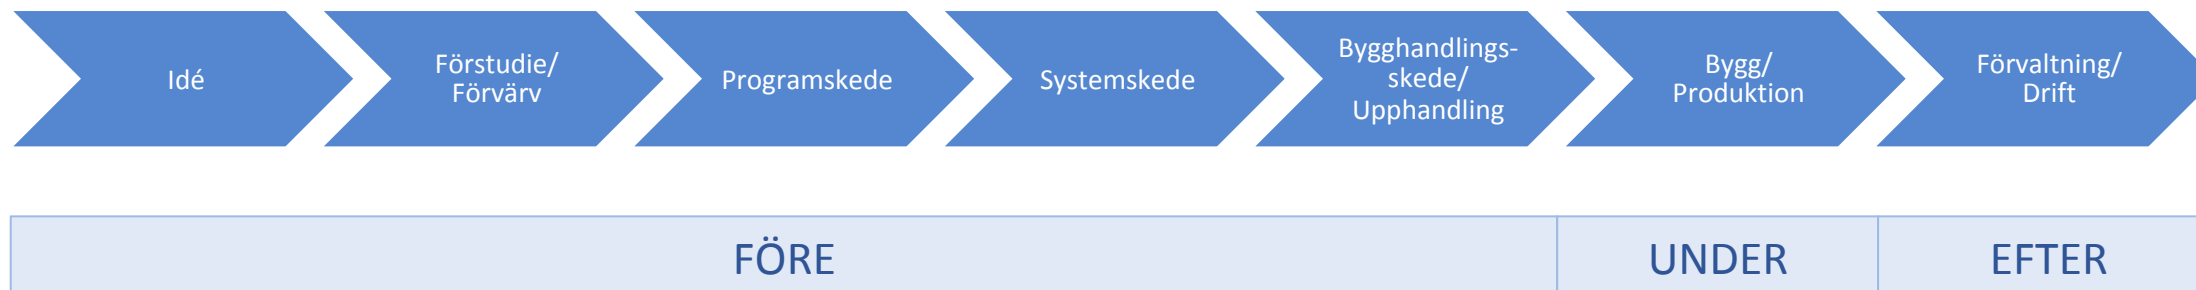 Idé
Förstudie/
Förvärv
Programskede
Systemskede
Bygghandlings-
skede/
Upphandling
Bygg/
Produktion
Förvaltning/
Drift
FÖRE
UNDER
EFTER